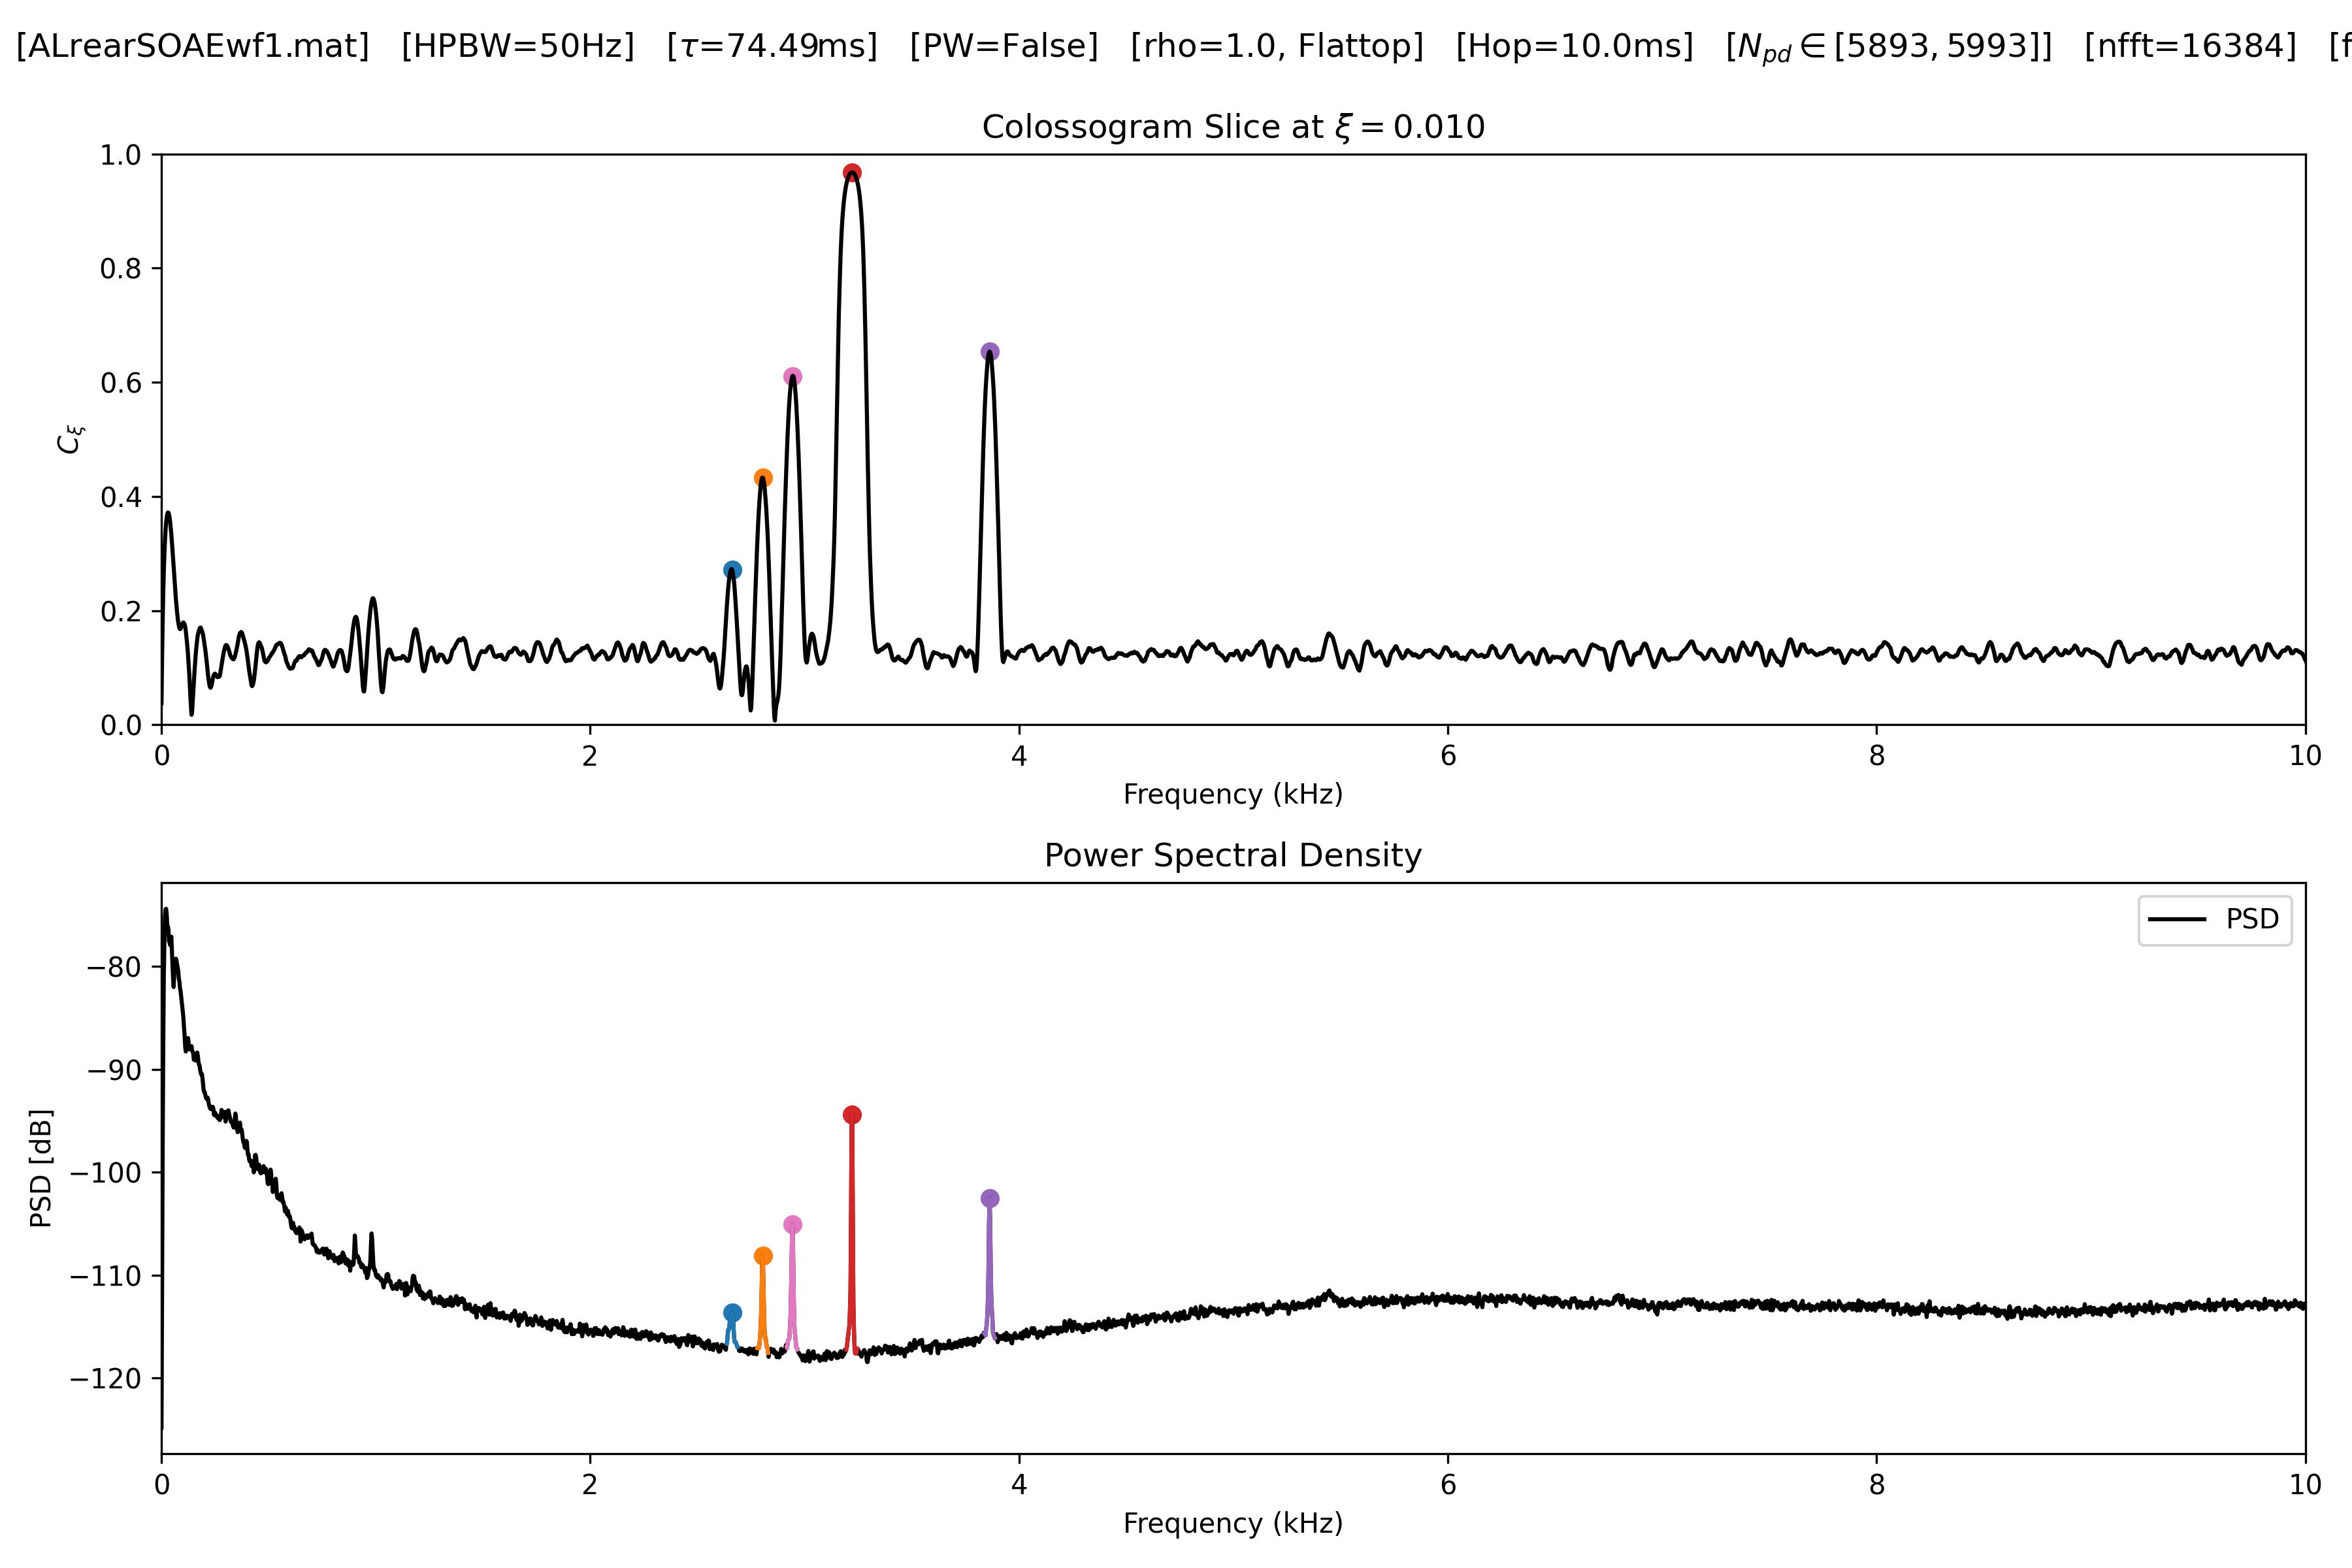 [ALrearSOAEwf1.mat] [HPBW=50Hz] [τ=74.49ms] [PW=False] [rho=1.0, Flattop] [Hop=10.0ms] [N_{pd} ∈ [5893, 5993]] [nfft=16384] [f
Colossogram Slice at ξ = 0.010
1.0
0.8
0.6
0.4
0.2
0.0
C_ξ
0 2 4 6 8 10
Frequency (kHz)
Power Spectral Density
PSD
−80
−90
−100
−110
−120
PSD [dB]
0 2 4 6 8 10
Frequency (kHz)